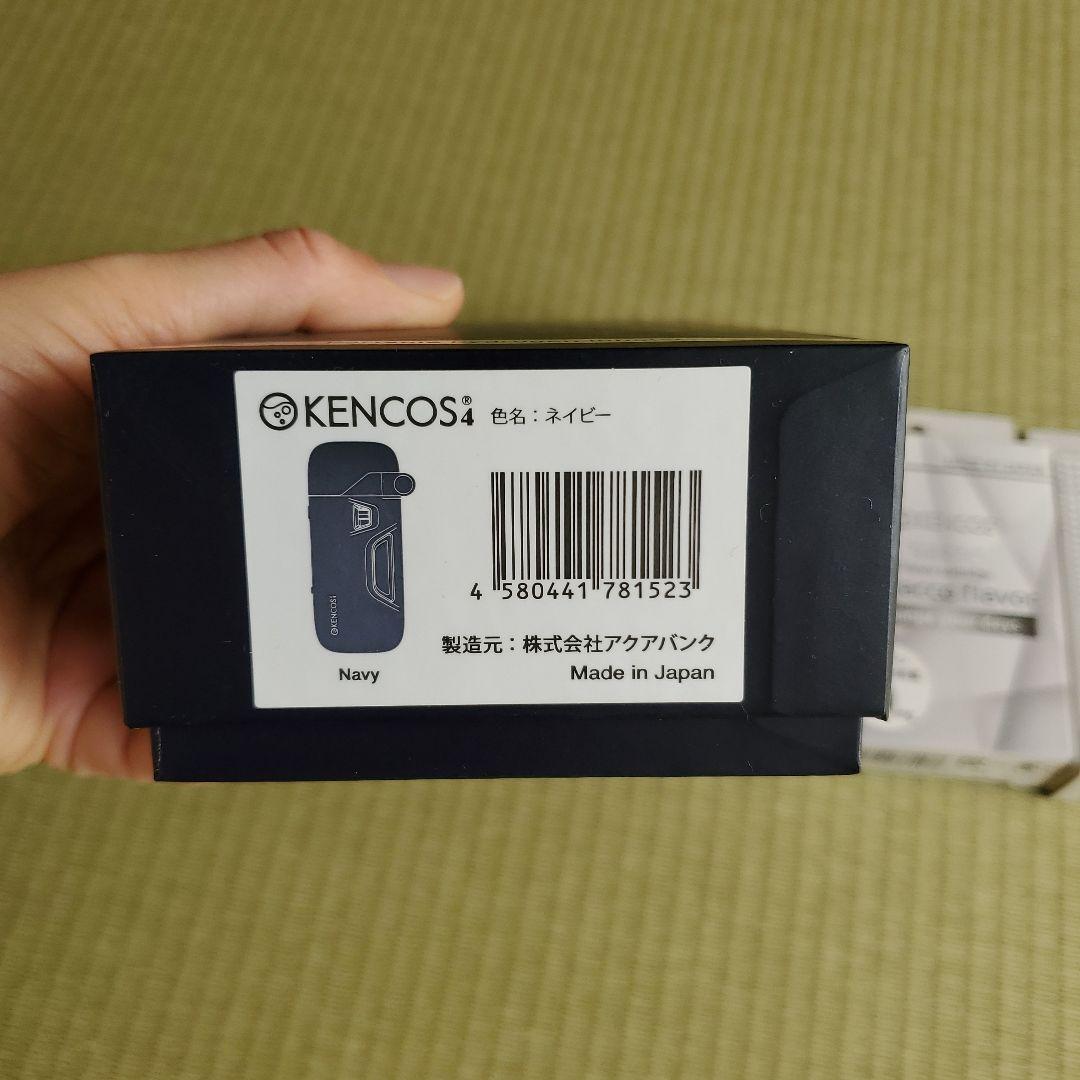 KENCOS®4 色名：ネイビー
KENCOS4
Navy
4 580441 781523
製造元：株式会社アクアバンク
Made in Japan
flavor